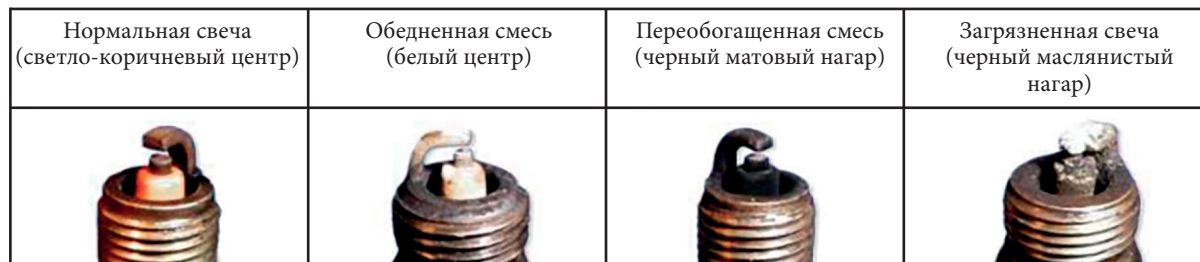 Нормальная свеча
(светло-коричневый центр)
Обедненная смесь
(белый центр)
Переобогащенная смесь
(черный матовый нагар)
Загрязненная свеча
(черный маслянистый
нагар)